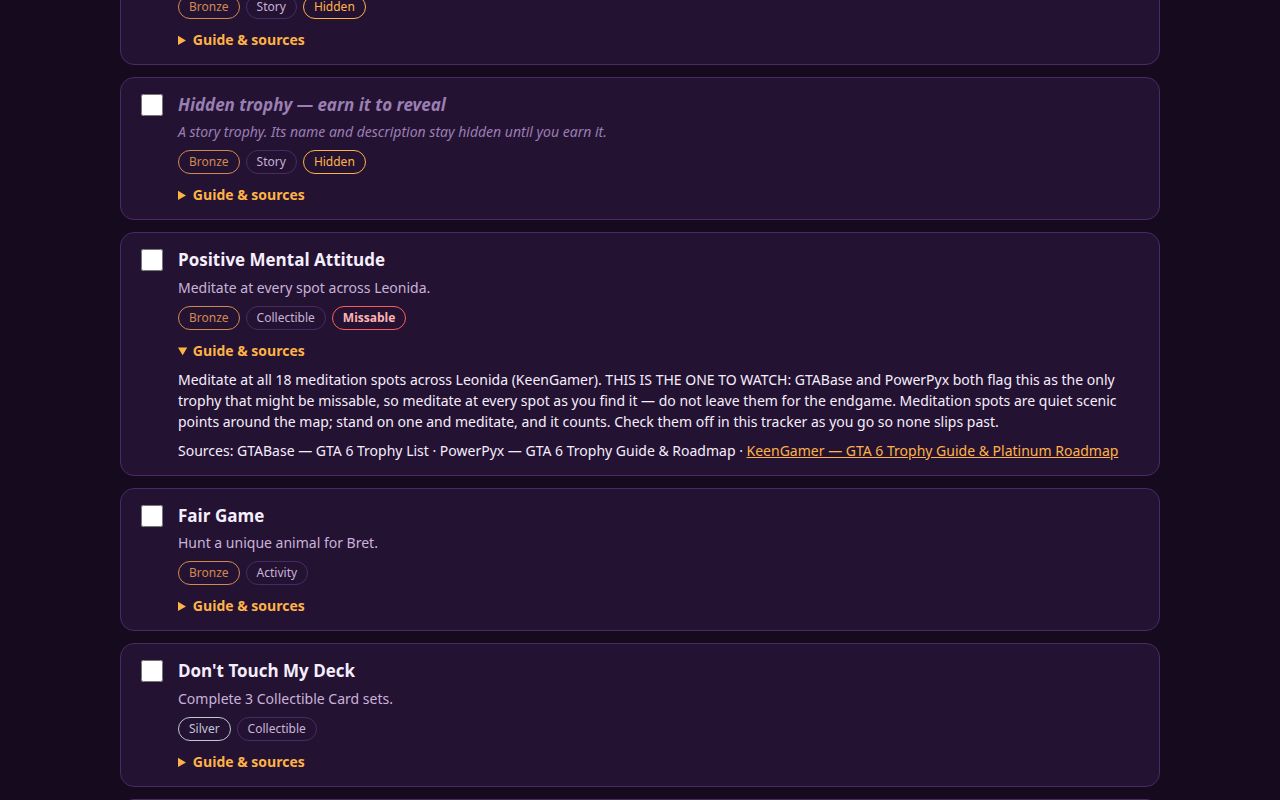 Bronze Story Hidden
▶ Guide & sources
Hidden trophy — earn it to reveal
A story trophy. Its name and description stay hidden until you earn it.
Bronze Story Hidden
▶ Guide & sources
Positive Mental Attitude
Meditate at every spot across Leonida.
Bronze Collectible Missable
▼ Guide & sources
Meditate at all 18 meditation spots across Leonida (KeenGamer). THIS IS THE ONE TO WATCH: GTABase and PowerPyx both flag this as the only
trophy that might be missable, so meditate at every spot as you find it — do not leave them for the endgame. Meditation spots are quiet scenic
points around the map; stand on one and meditate, and it counts. Check them off in this tracker as you go so none slips past.
Sources: GTABase — GTA 6 Trophy List · PowerPyx — GTA 6 Trophy Guide & Roadmap · KeenGamer — GTA 6 Trophy Guide & Platinum Roadmap
Fair Game
Hunt a unique animal for Bret.
Bronze Activity
▶ Guide & sources
Don't Touch My Deck
Complete 3 Collectible Card sets.
Silver Collectible
▶ Guide & sources